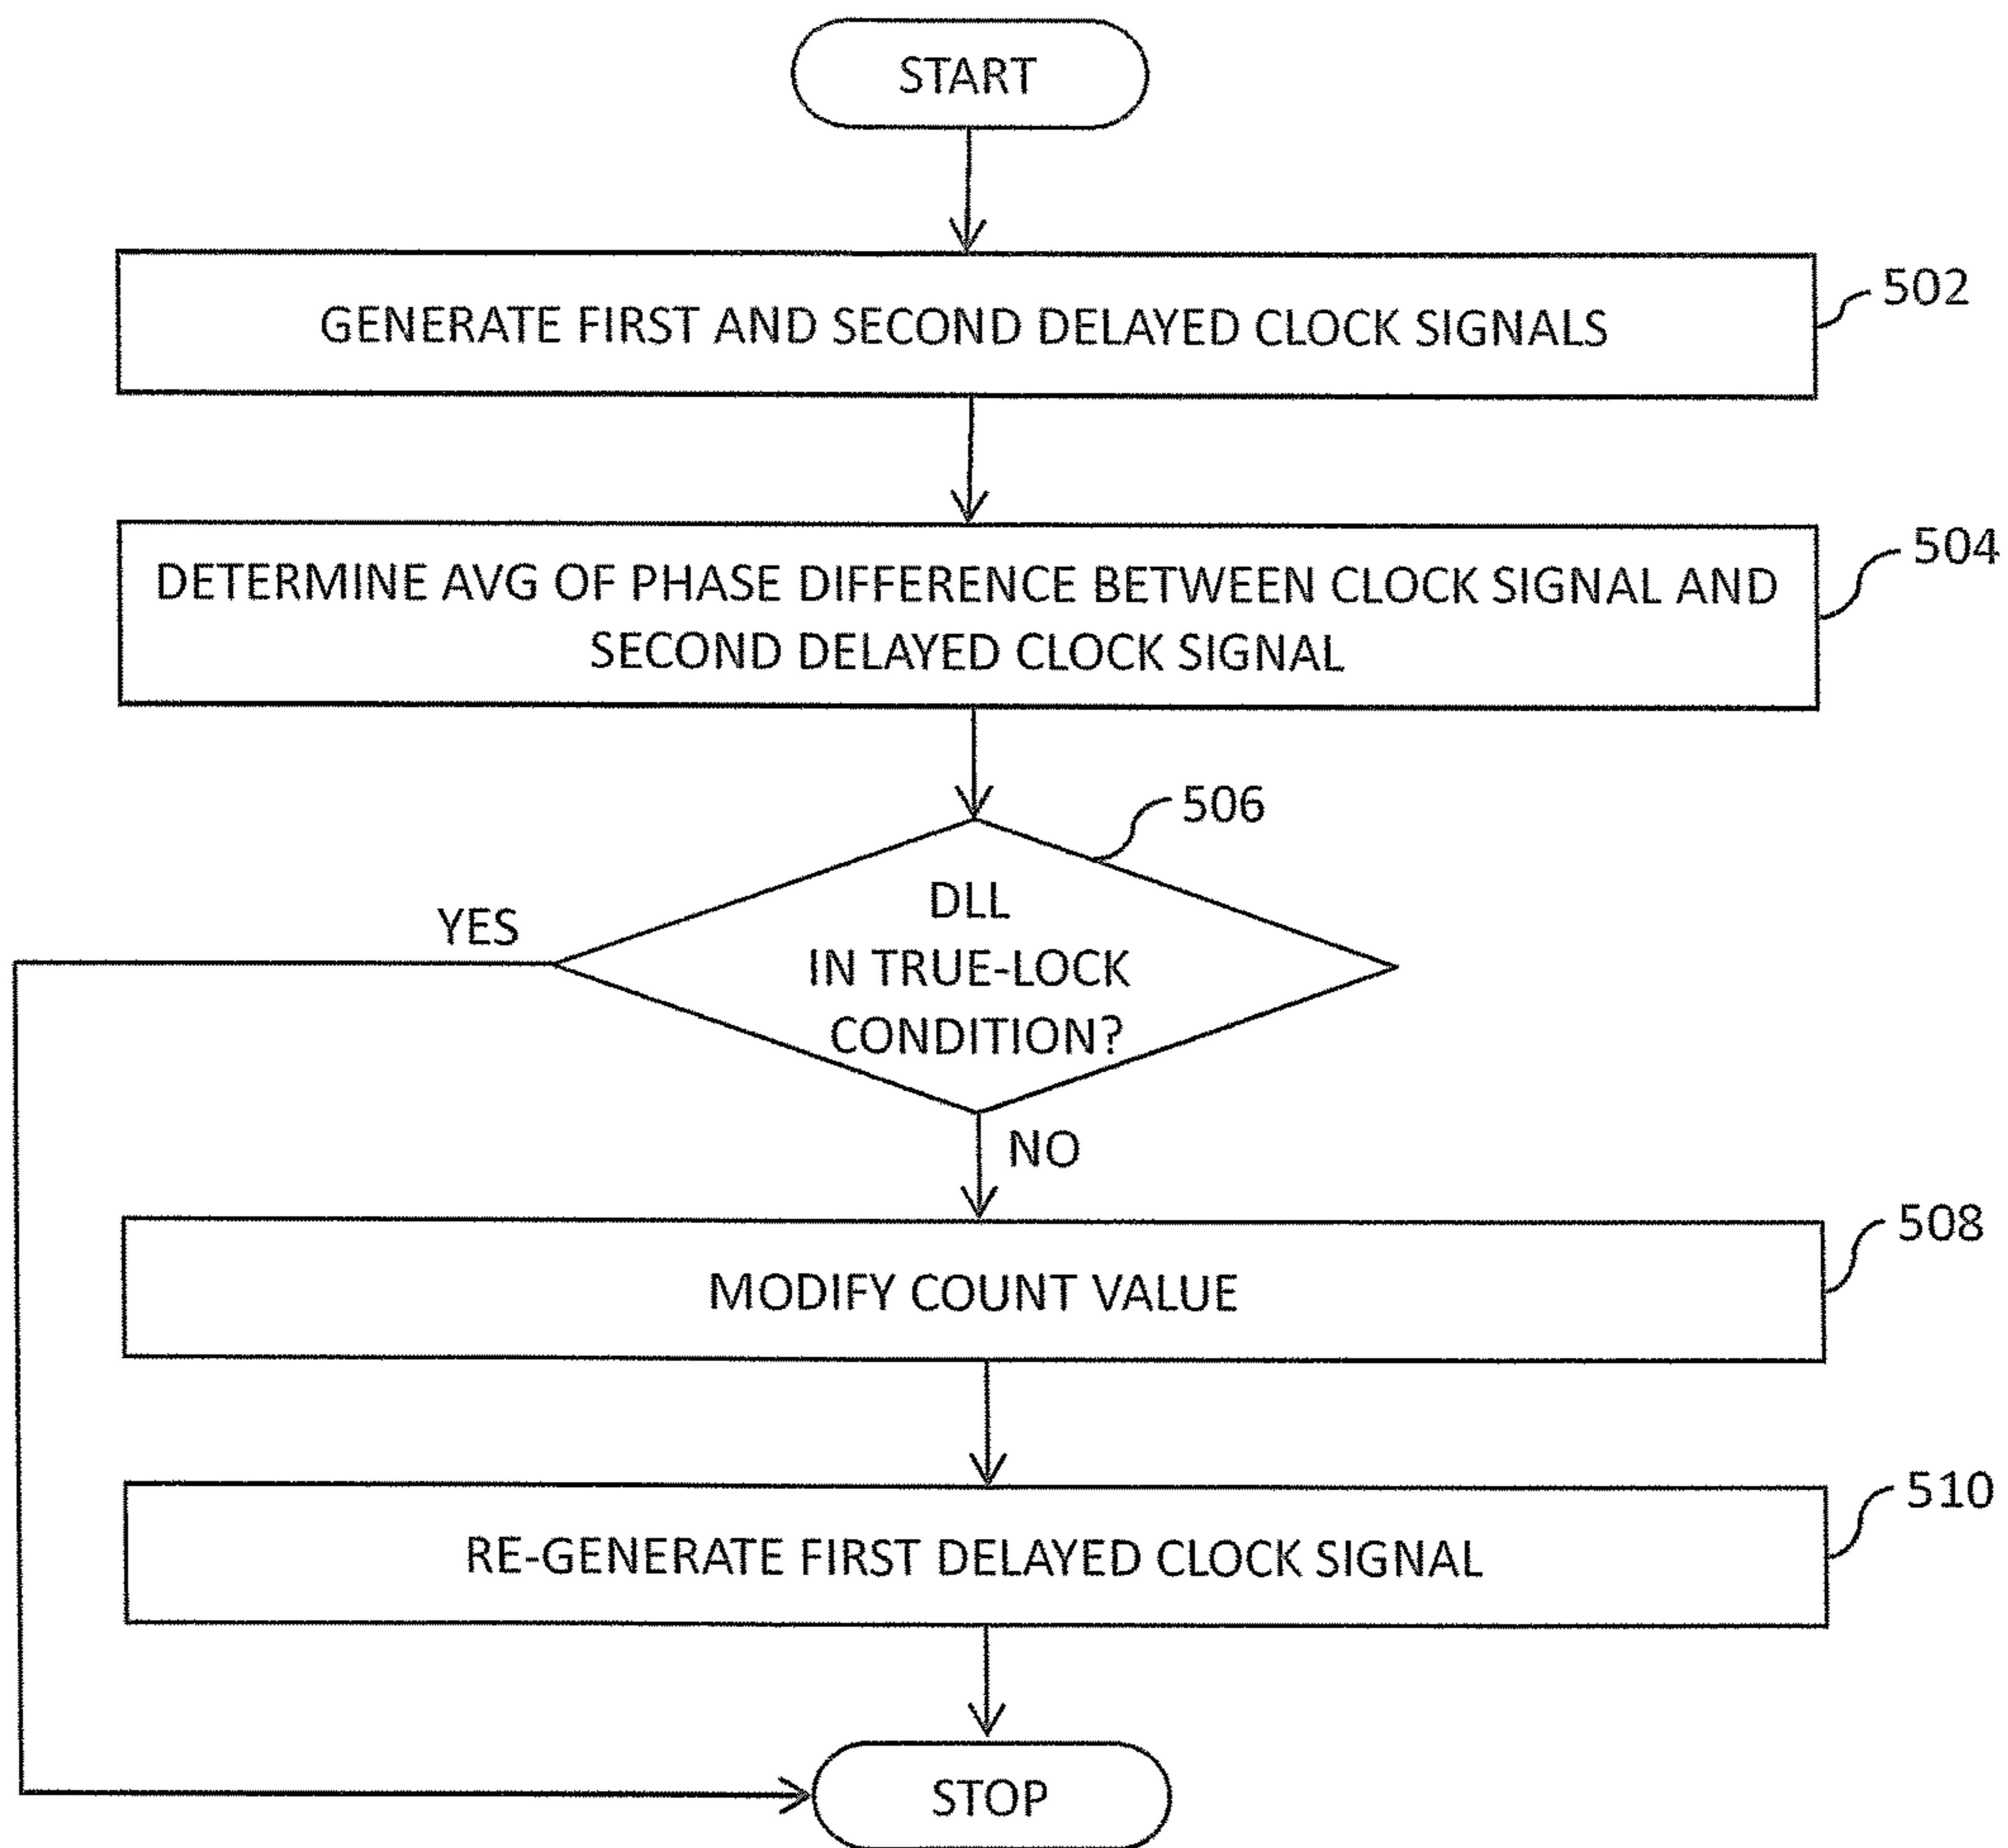 START
GENERATE FIRST AND SECOND DELAYED CLOCK SIGNALS
502
DETERMINE AVG OF PHASE DIFFERENCE BETWEEN CLOCK SIGNAL AND
SECOND DELAYED CLOCK SIGNAL
504
506
DLL
IN TRUE-LOCK
CONDITION?
YES
NO
MODIFY COUNT VALUE
508
RE-GENERATE FIRST DELAYED CLOCK SIGNAL
510
STOP